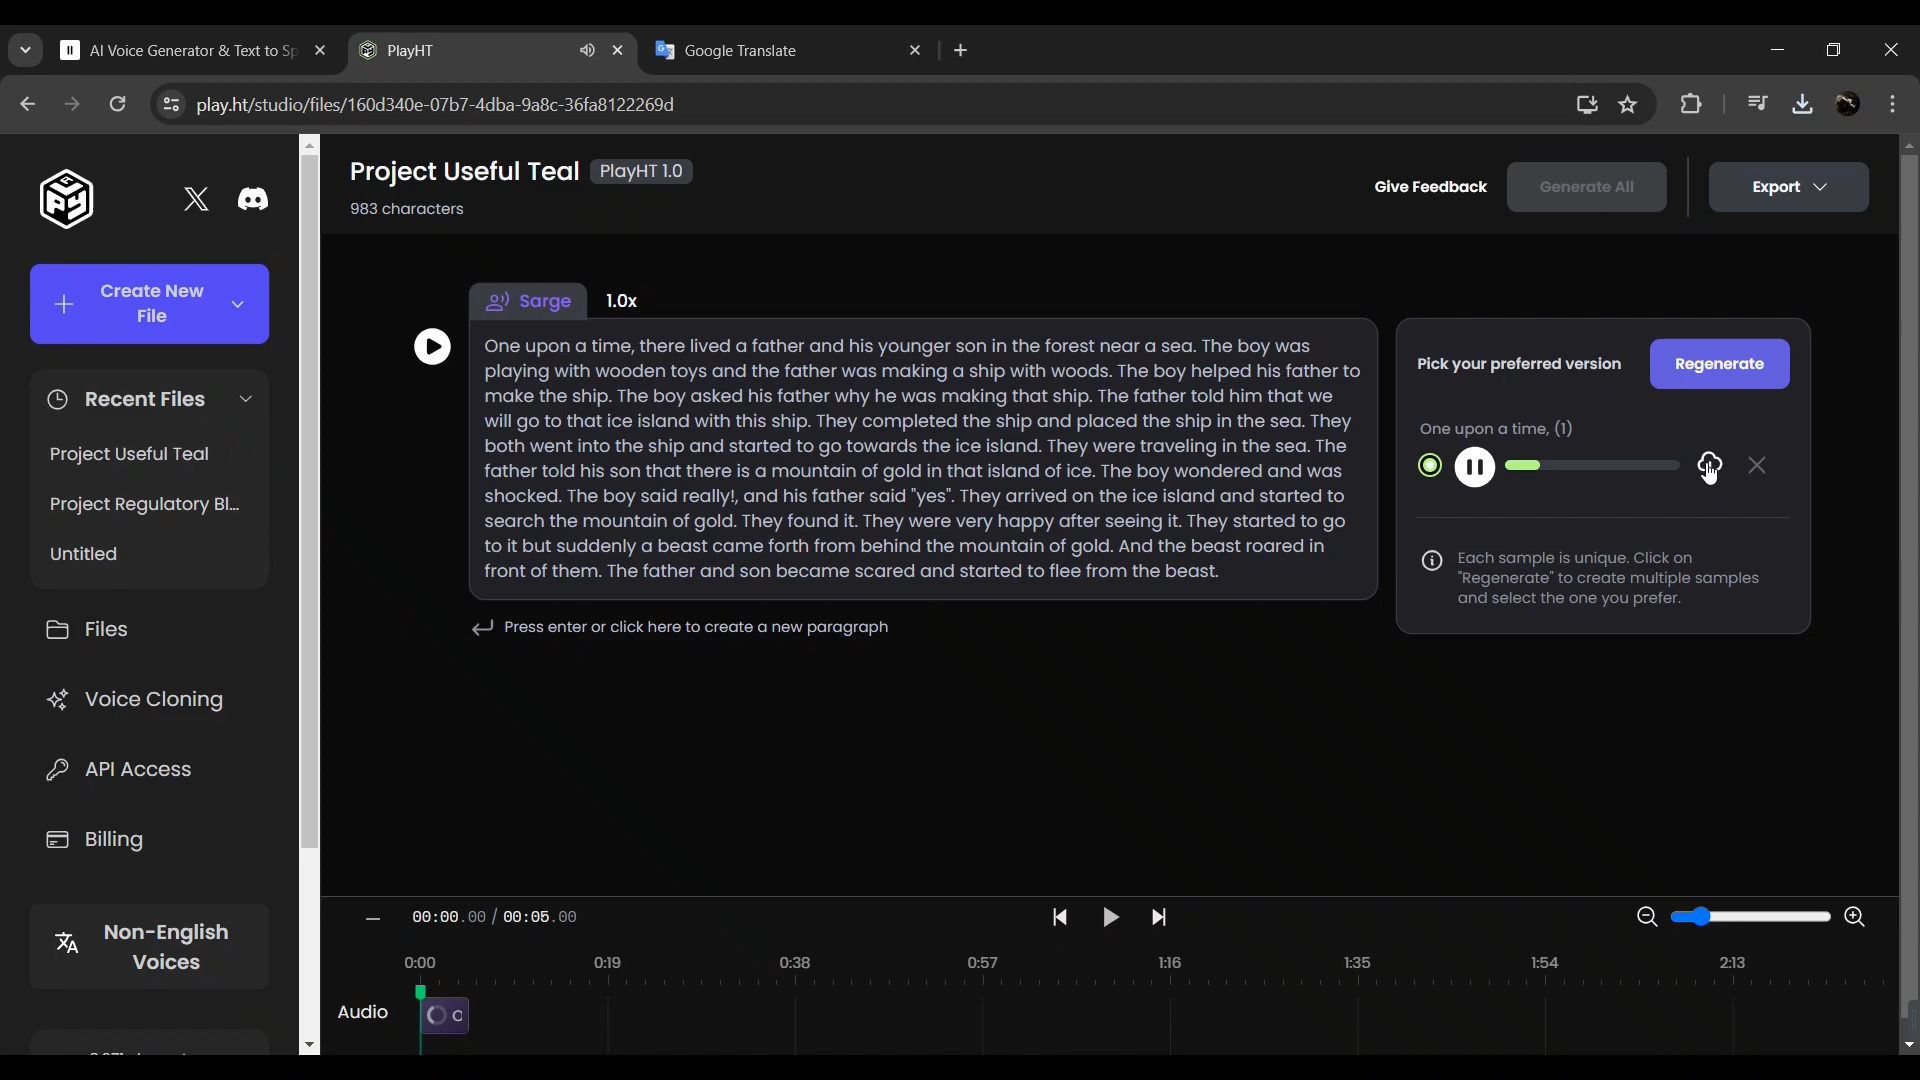 AI Voice Generator & Text to Sp
PlayHT
Google Translate
play.ht/studio/files/160d340e-07b7-4dba-9a8c-36fa8122269d
Project Useful Teal PlayHT 1.0
983 characters
Give Feedback
Generate All
Export
Create New
File
Recent Files
Project Useful Teal
Project Regulatory Bl...
Untitled
Files
Voice Cloning
API Access
Billing
Non-English
Voices
Sarge 1.0x
One upon a time, there lived a father and his younger son in the forest near a sea. The boy was
playing with wooden toys and the father was making a ship with woods. The boy helped his father to
make the ship. The boy asked his father why he was making that ship. The father told him that we
will go to that ice island with this ship. They completed the ship and placed the ship in the sea. They
both went into the ship and started to go towards the ice island. They were traveling in the sea. The
father told his son that there is a mountain of gold in that island of ice. The boy wondered and was
shocked. The boy said really!, and his father said "yes". They arrived on the ice island and started to
search the mountain of gold. They found it. They were very happy after seeing it. They started to go
to it but suddenly a beast came forth from behind the mountain of gold. And the beast roared in
front of them. The father and son became scared and started to flee from the beast.
Press enter or click here to create a new paragraph
Pick your preferred version
Regenerate
One upon a time, (1)
Each sample is unique. Click on
"Regenerate" to create multiple samples
and select the one you prefer.
00:00.00 / 00:05.00
0:00 0:19 0:38 0:57 1:16 1:35 1:54 2:13
Audio